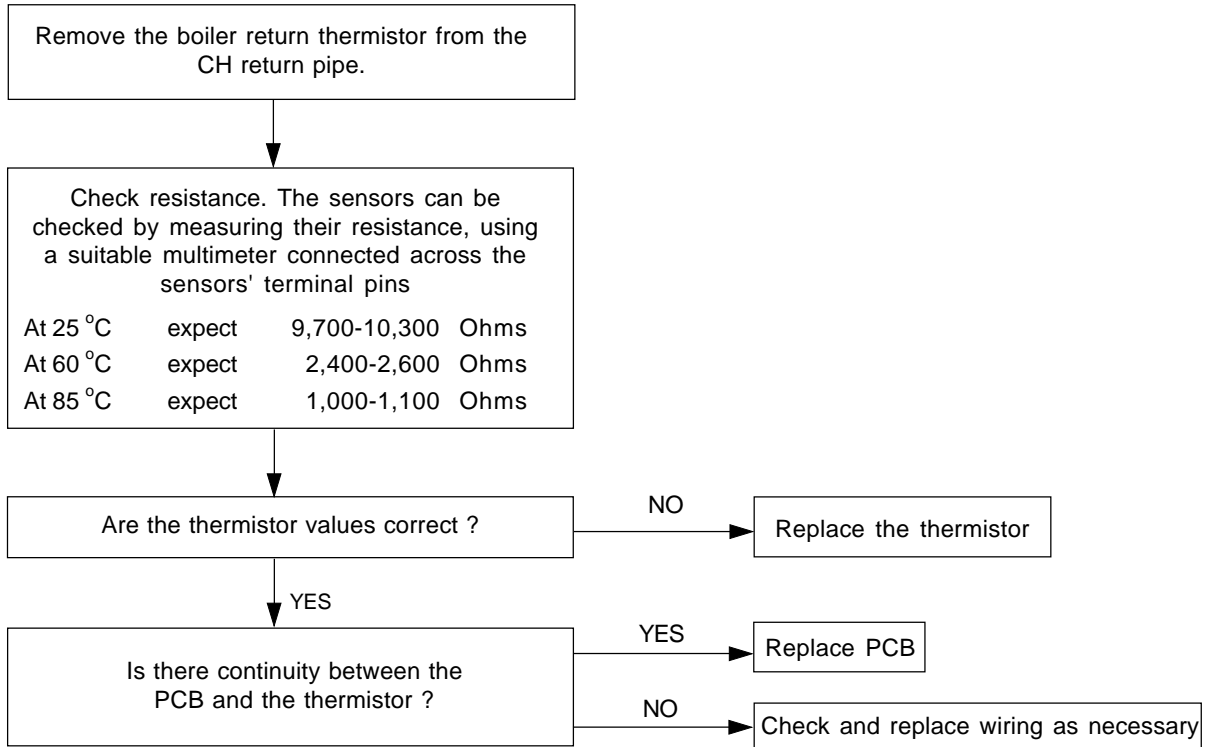 Remove the boiler return thermistor from the
CH return pipe.
Check resistance. The sensors can be
checked by measuring their resistance, using
a suitable multimeter connected across the
sensors' terminal pins
At 25 °C expect 9,700-10,300 Ohms
At 60 °C expect 2,400-2,600 Ohms
At 85 °C expect 1,000-1,100 Ohms
Are the thermistor values correct ?
NO
Replace the thermistor
YES
Is there continuity between the
PCB and the thermistor ?
YES
Replace PCB
NO
Check and replace wiring as necessary